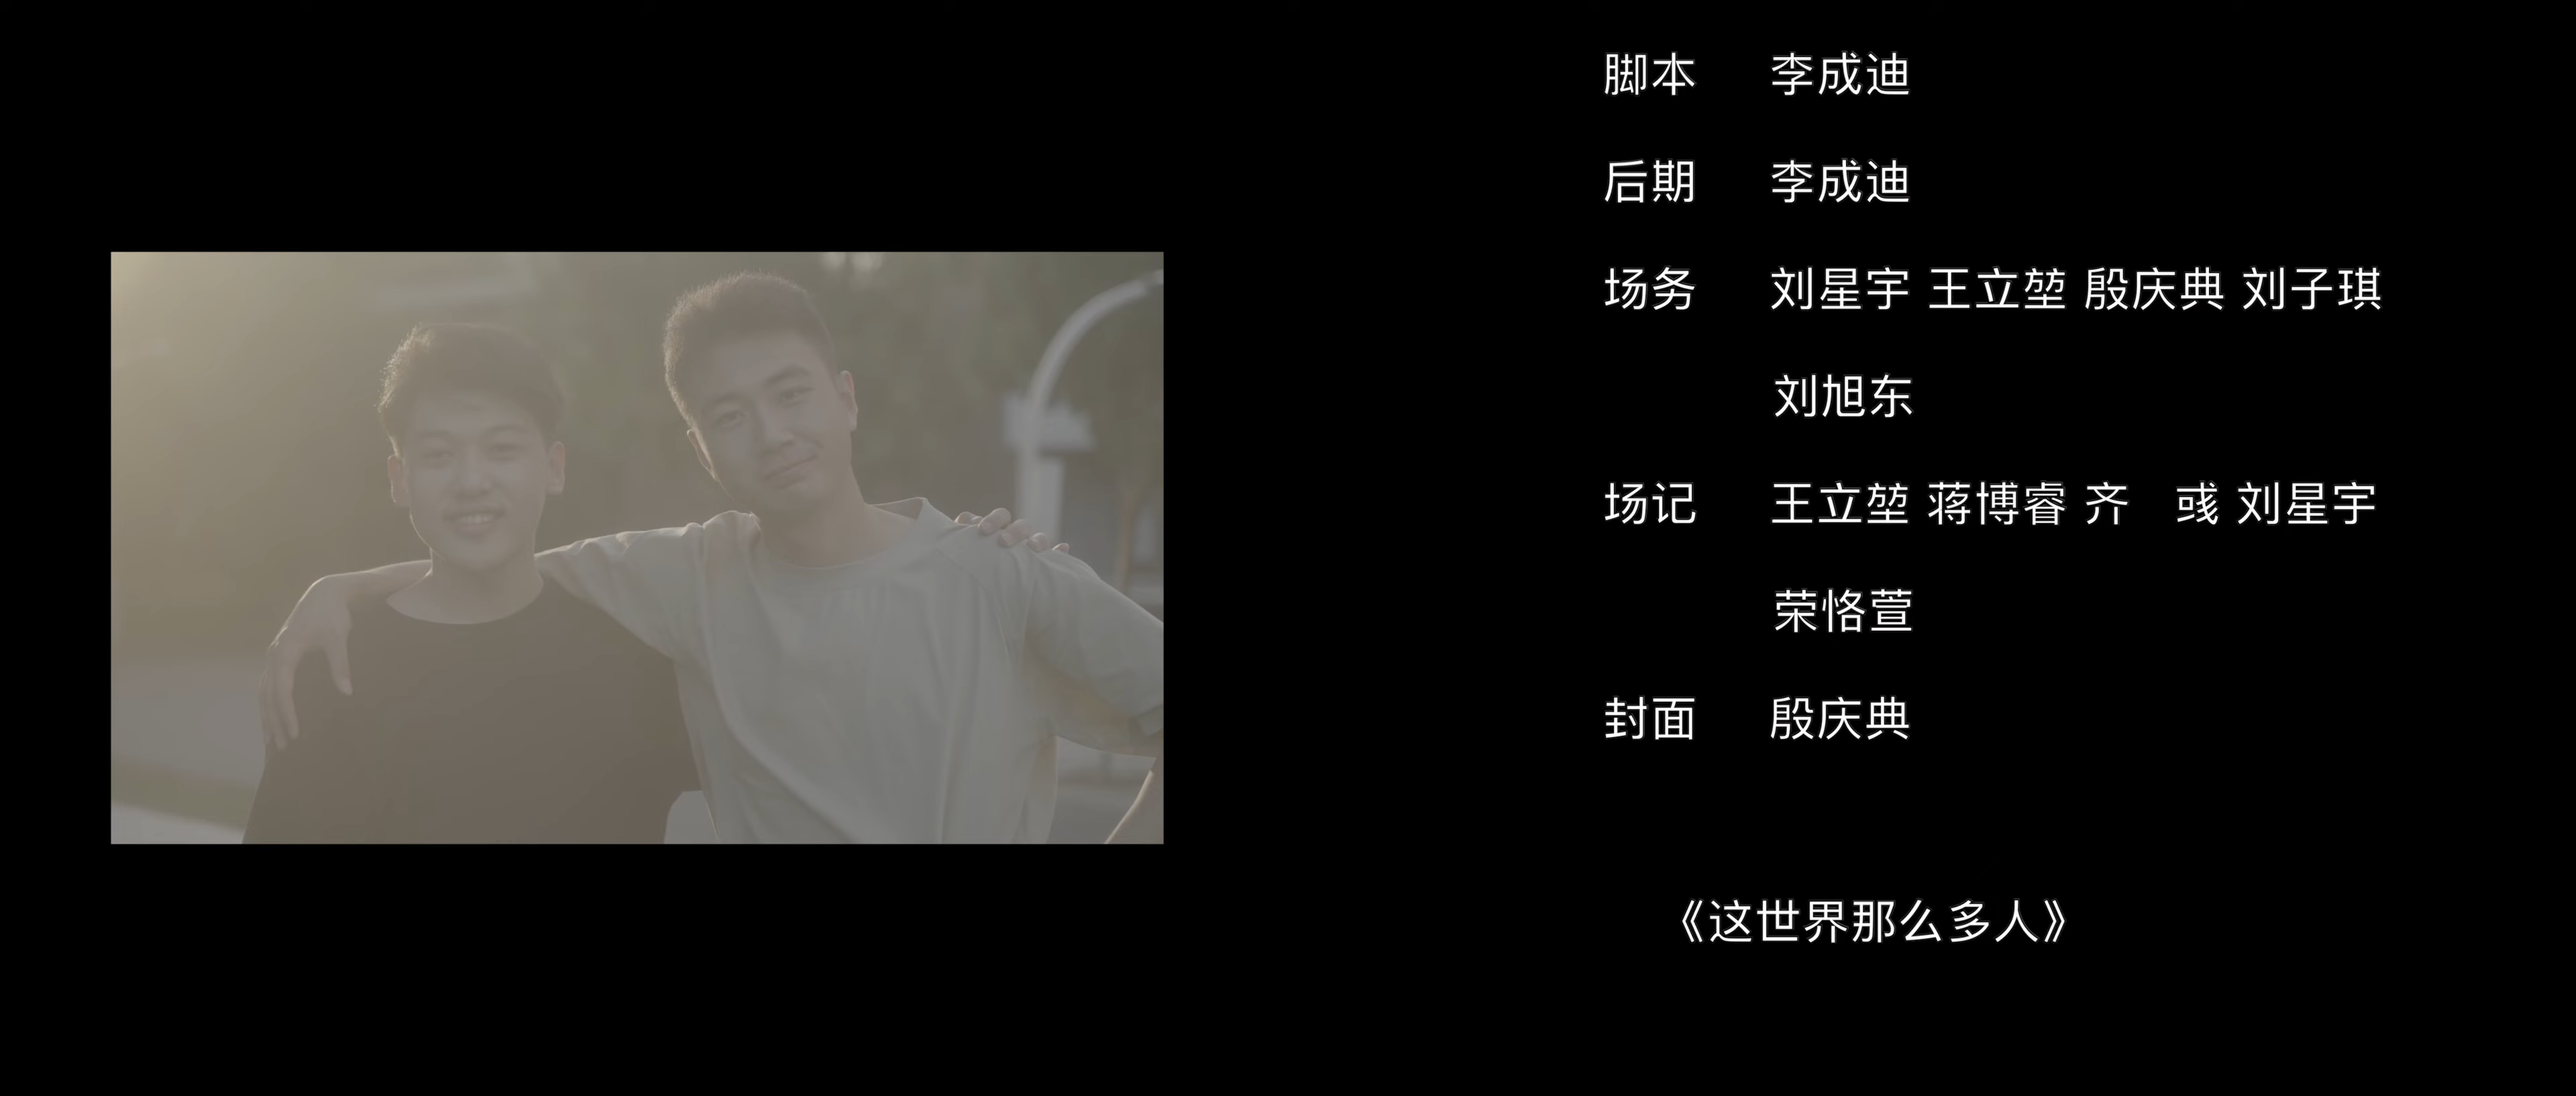 脚本 李成迪
后期 李成迪
场务 刘星宇 王立堃 殷庆典 刘子琪
刘旭东
场记 王立堃 蒋博睿 齐 彧 刘星宇
荣恪萱
封面 殷庆典
《这世界那么多人》